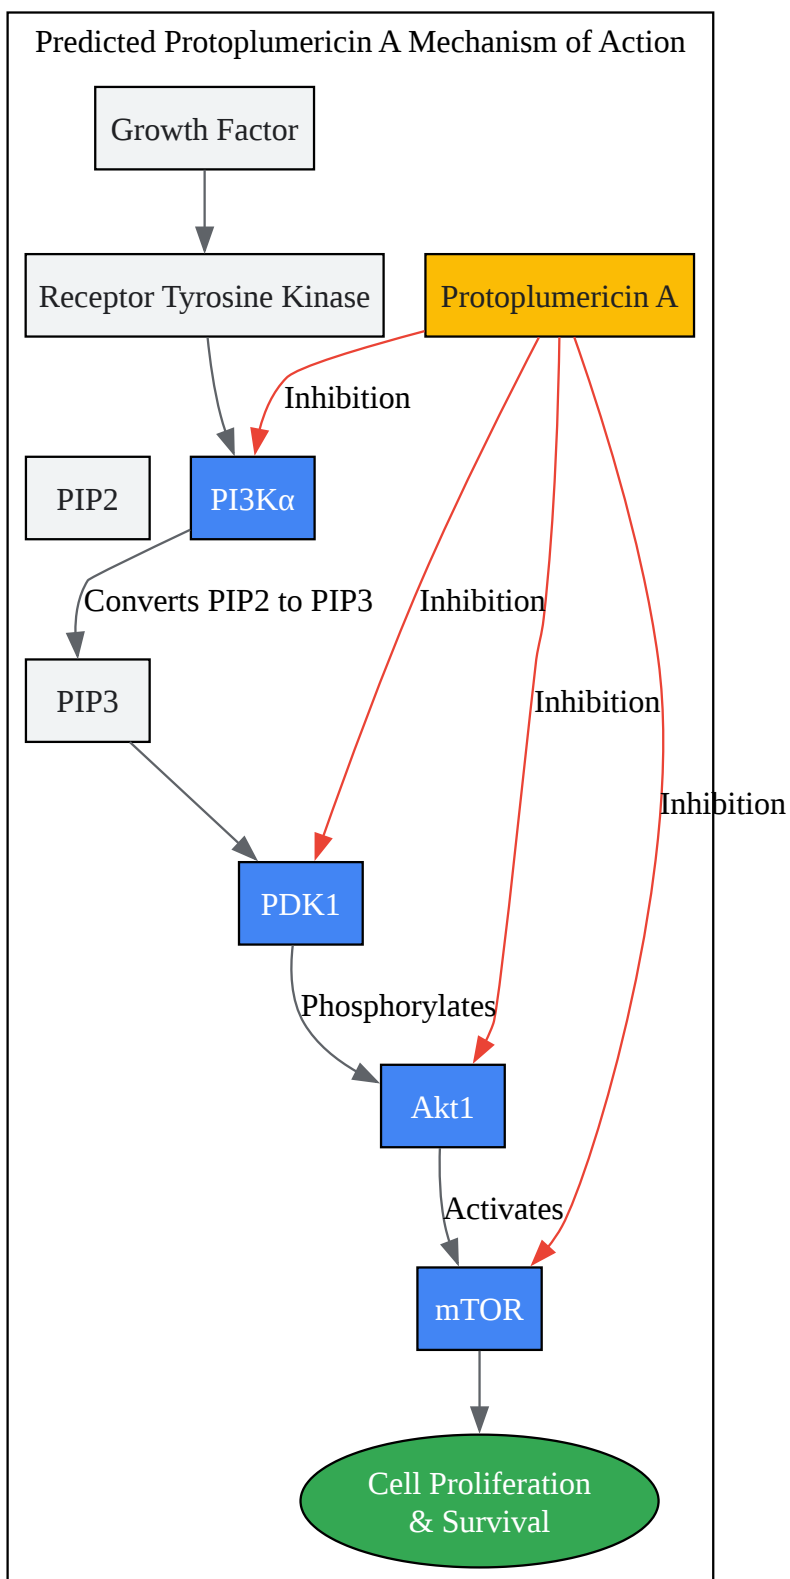 Predicted Protoplumericin A Mechanism of Action
Growth Factor
Receptor Tyrosine Kinase
Protoplumericin A
Inhibition
PIP2
PI3Kα
Converts PIP2 to PIP3
Inhibition
PIP3
Inhibition
Inhibition
PDK1
Phosphorylates
Akt1
Activates
mTOR
Cell Proliferation
& Survival